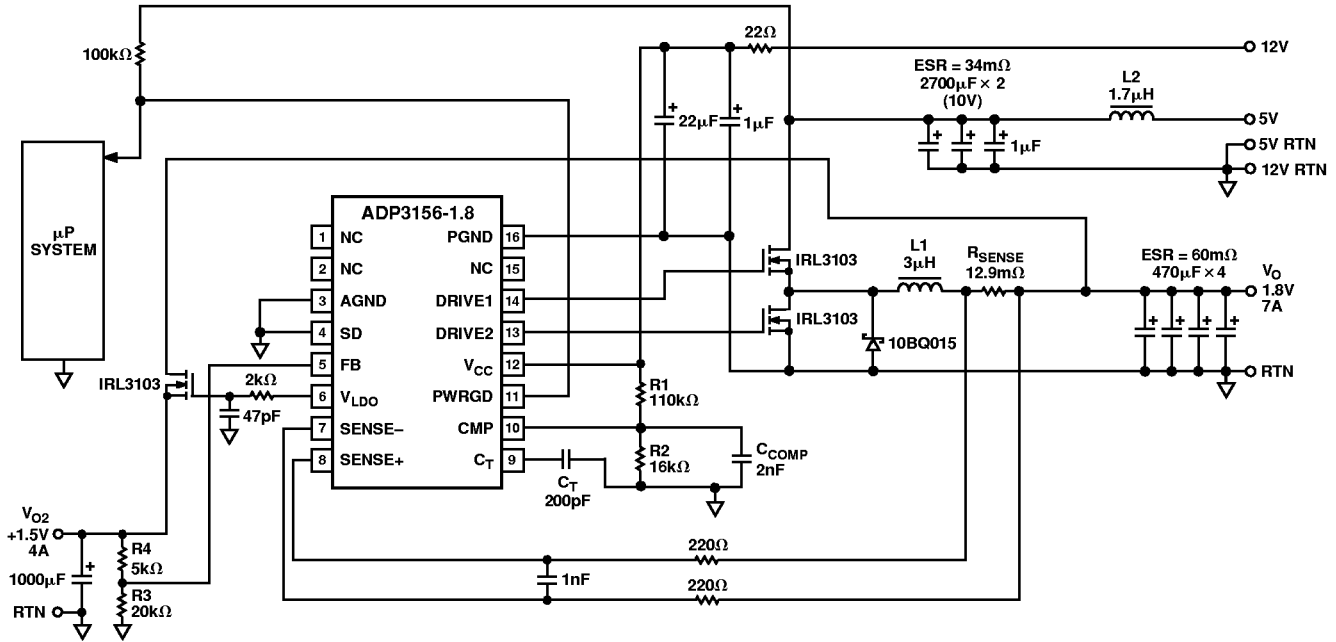 22Ω
12V
100kΩ
ESR = 34mΩ
2700μF × 2
(10V)
L2
1.7μH
22μF
+
1μF
+
+
+
+
1μF
5V
5V RTN
12V RTN
μP
SYSTEM
ADP3156-1.8
1 NC
2 NC
3 AGND
4 SD
5 FB
6 VLDO
7 SENSE–
8 SENSE+
PGND 16
NC 15
DRIVE1 14
DRIVE2 13
VCC 12
PWRGD 11
CMP 10
CT 9
IRL3103
IRL3103
L1
3μH
RSENSE
12.9mΩ
ESR = 60mΩ
470μF × 4
VO
1.8V
7A
10BQ015
+
+
+
+
RTN
IRL3103
2kΩ
47pF
R1
110kΩ
R2
16kΩ
CCOMP
2nF
CT
200pF
VO2
+1.5V
4A
1000μF
+
R4
5kΩ
R3
20kΩ
RTN
220Ω
1nF
220Ω